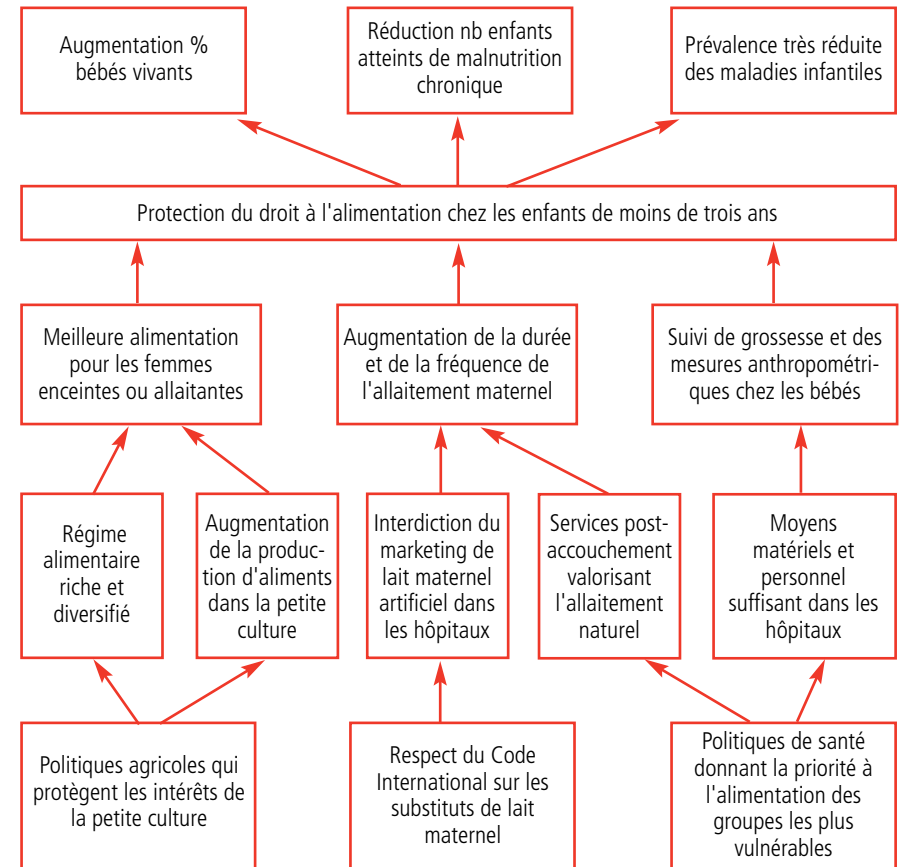 Augmentation %
bébés vivants
Réduction nb enfants
atteints de malnutrition
chronique
Prévalence très réduite
des maladies infantiles
Protection du droit à l'alimentation chez les enfants de moins de trois ans
Meilleure alimentation
pour les femmes
enceintes ou allaitantes
Augmentation de la durée
et de la fréquence de
l'allaitement maternel
Suivi de grossesse et des
mesures anthropométri-
ques chez les bébés
Régime
alimentaire
riche et
diversifié
Augmentation
de la produc-
tion d'aliments
dans la petite
culture
Interdiction du
marketing de
lait maternel
artificiel dans
les hôpitaux
Services post-
accouchement
valorisant
l'allaitement
naturel
Moyens
matériels et
personnel
suffisant dans les
hôpitaux
Politiques agricoles qui
protègent les intérêts de
la petite culture
Respect du Code
International sur les
substituts de lait
maternel
Politiques de santé
donnant la priorité à
l'alimentation des
groupes les plus
vulnérables